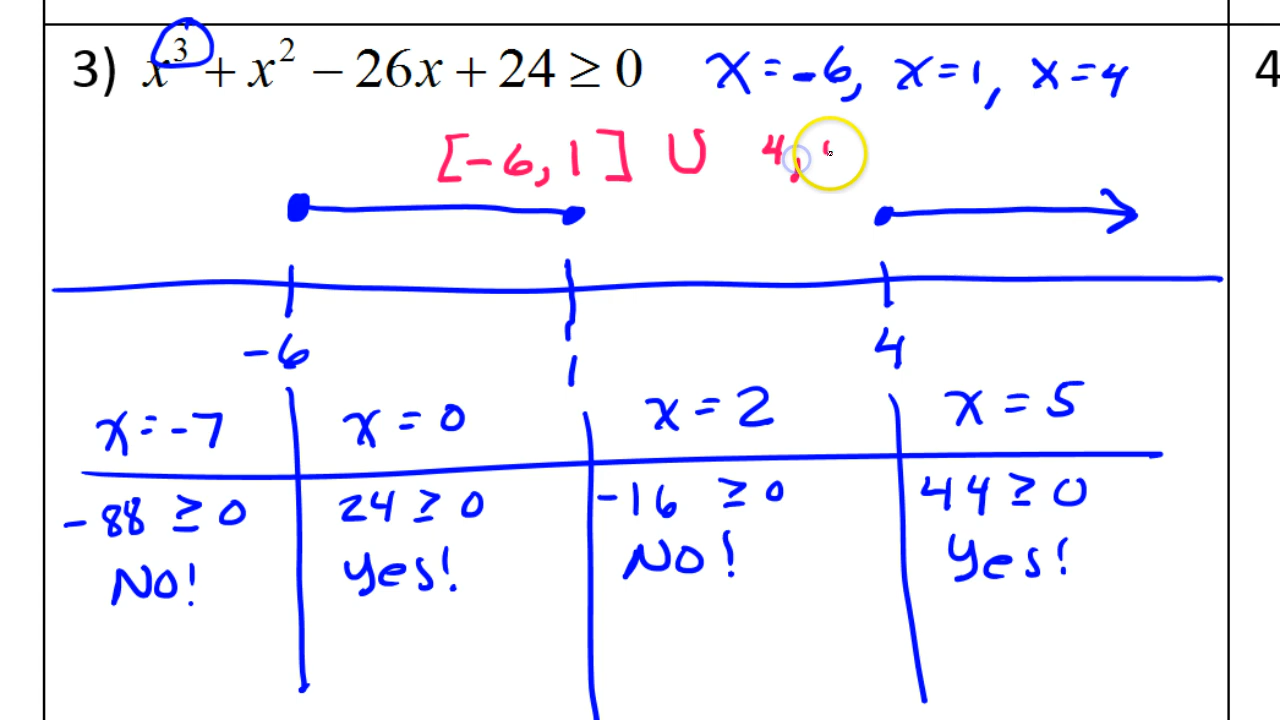 3) x³ + x² − 26x + 24 ≥ 0 x = -6, x = 1, x = 4 4
[-6, 1] U 4,
-6 1 4
x = -7 x = 0 x = 2 x = 5
-88 ≥ 0 24 ≥ 0 -16 ≥ 0 44 ≥ 0
No! Yes! No! Yes!